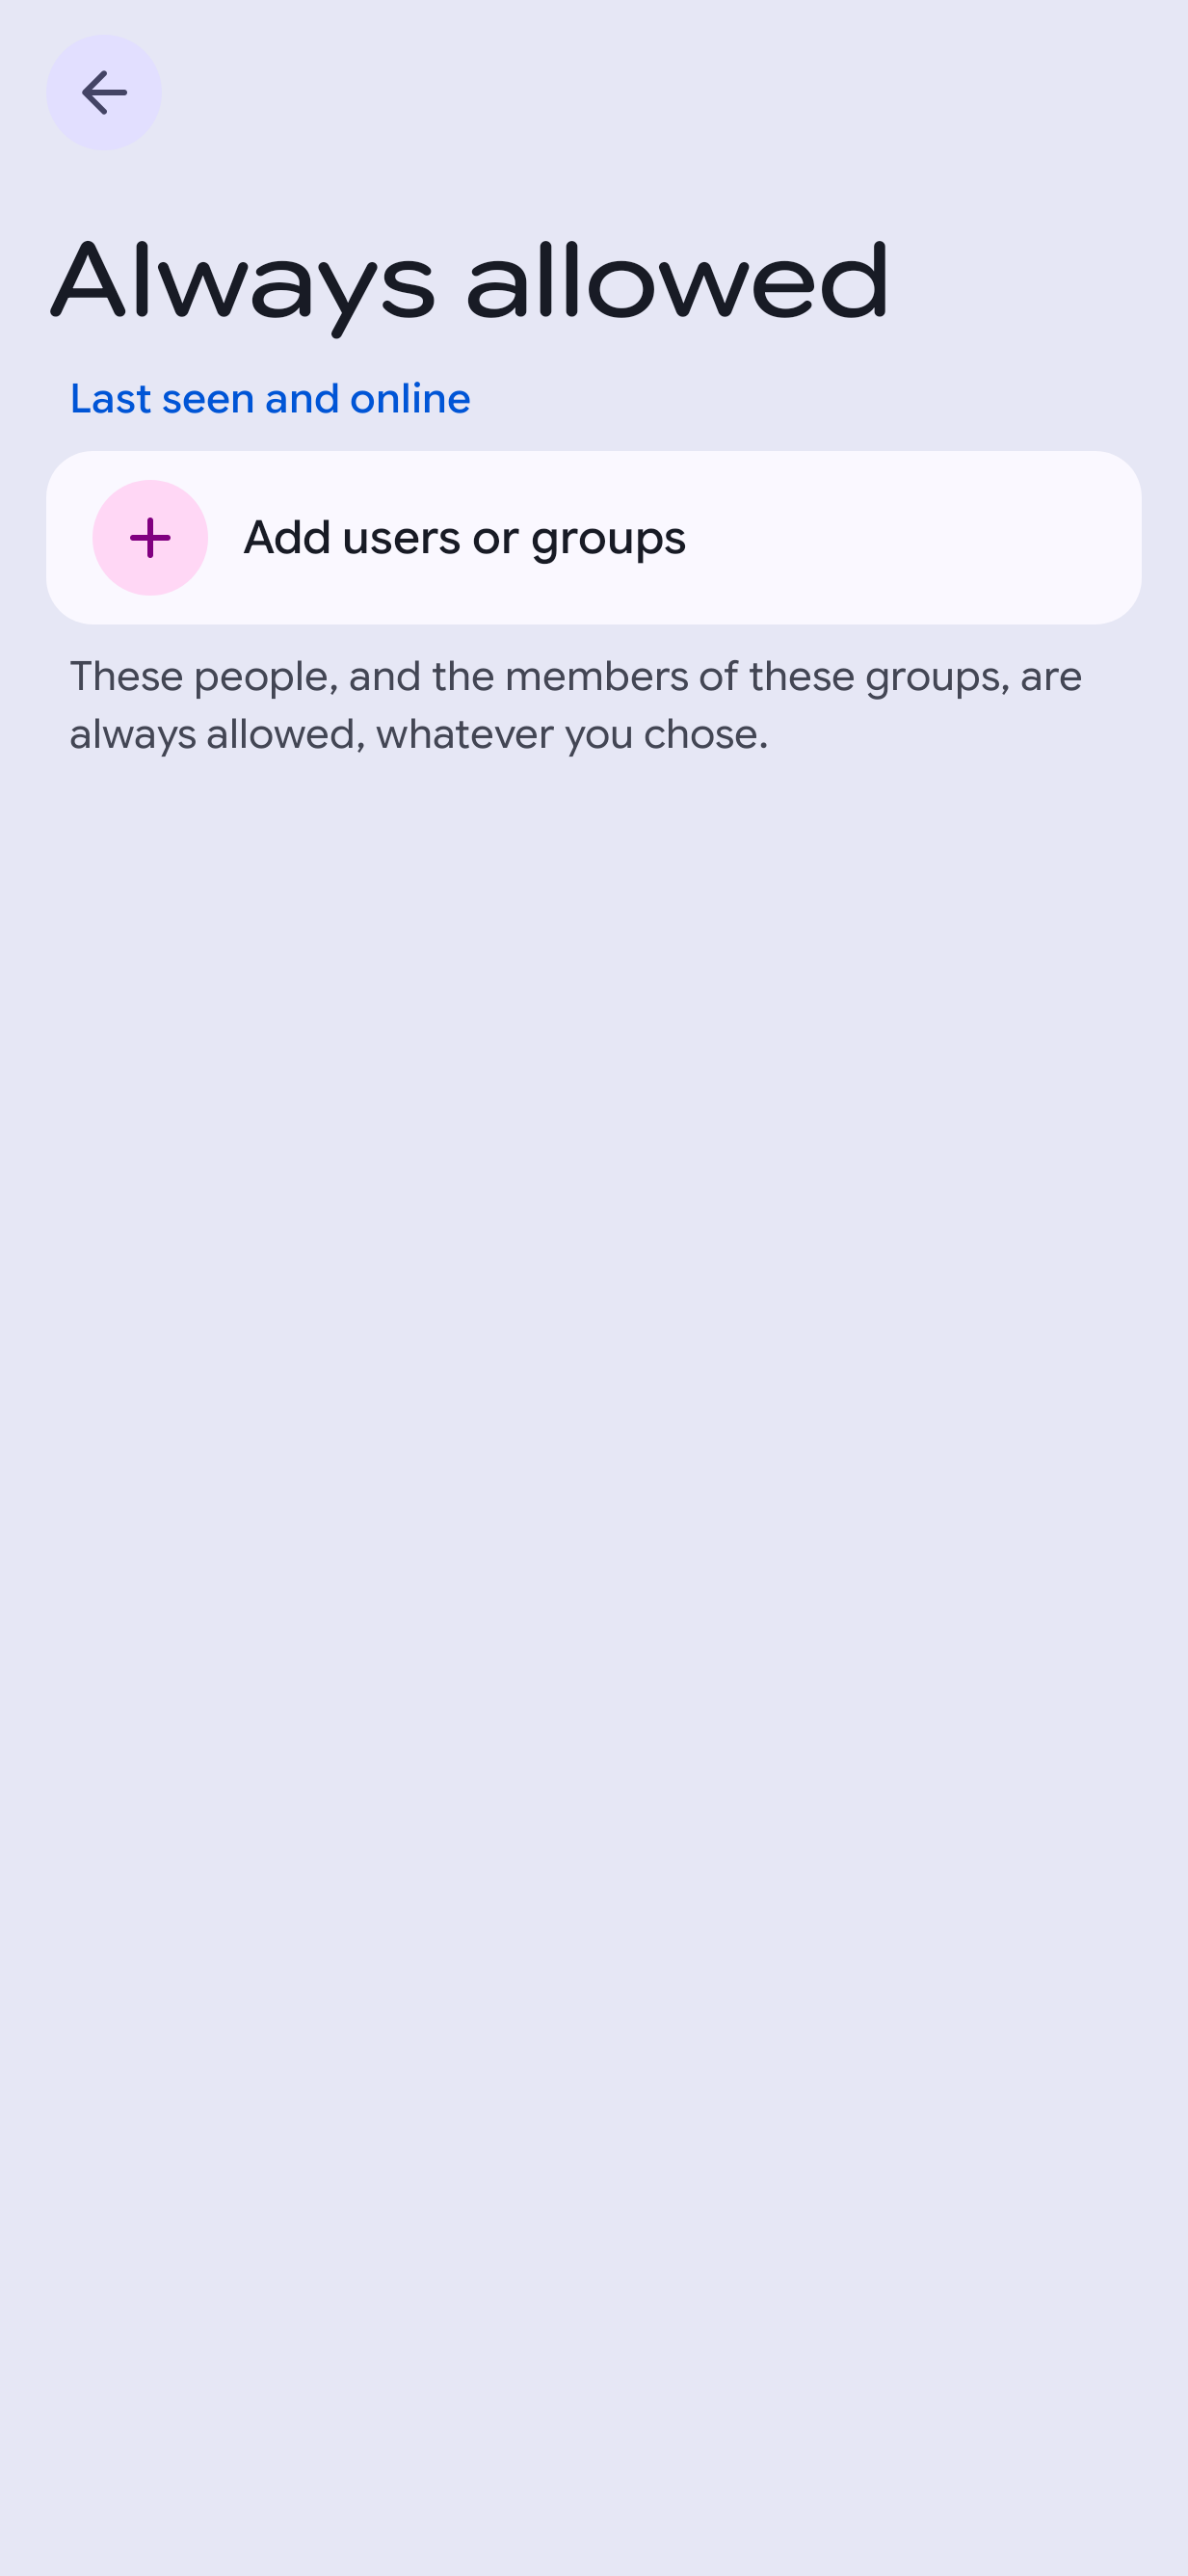 Always allowed
Last seen and online
Add users or groups
These people, and the members of these groups, are
always allowed, whatever you chose.